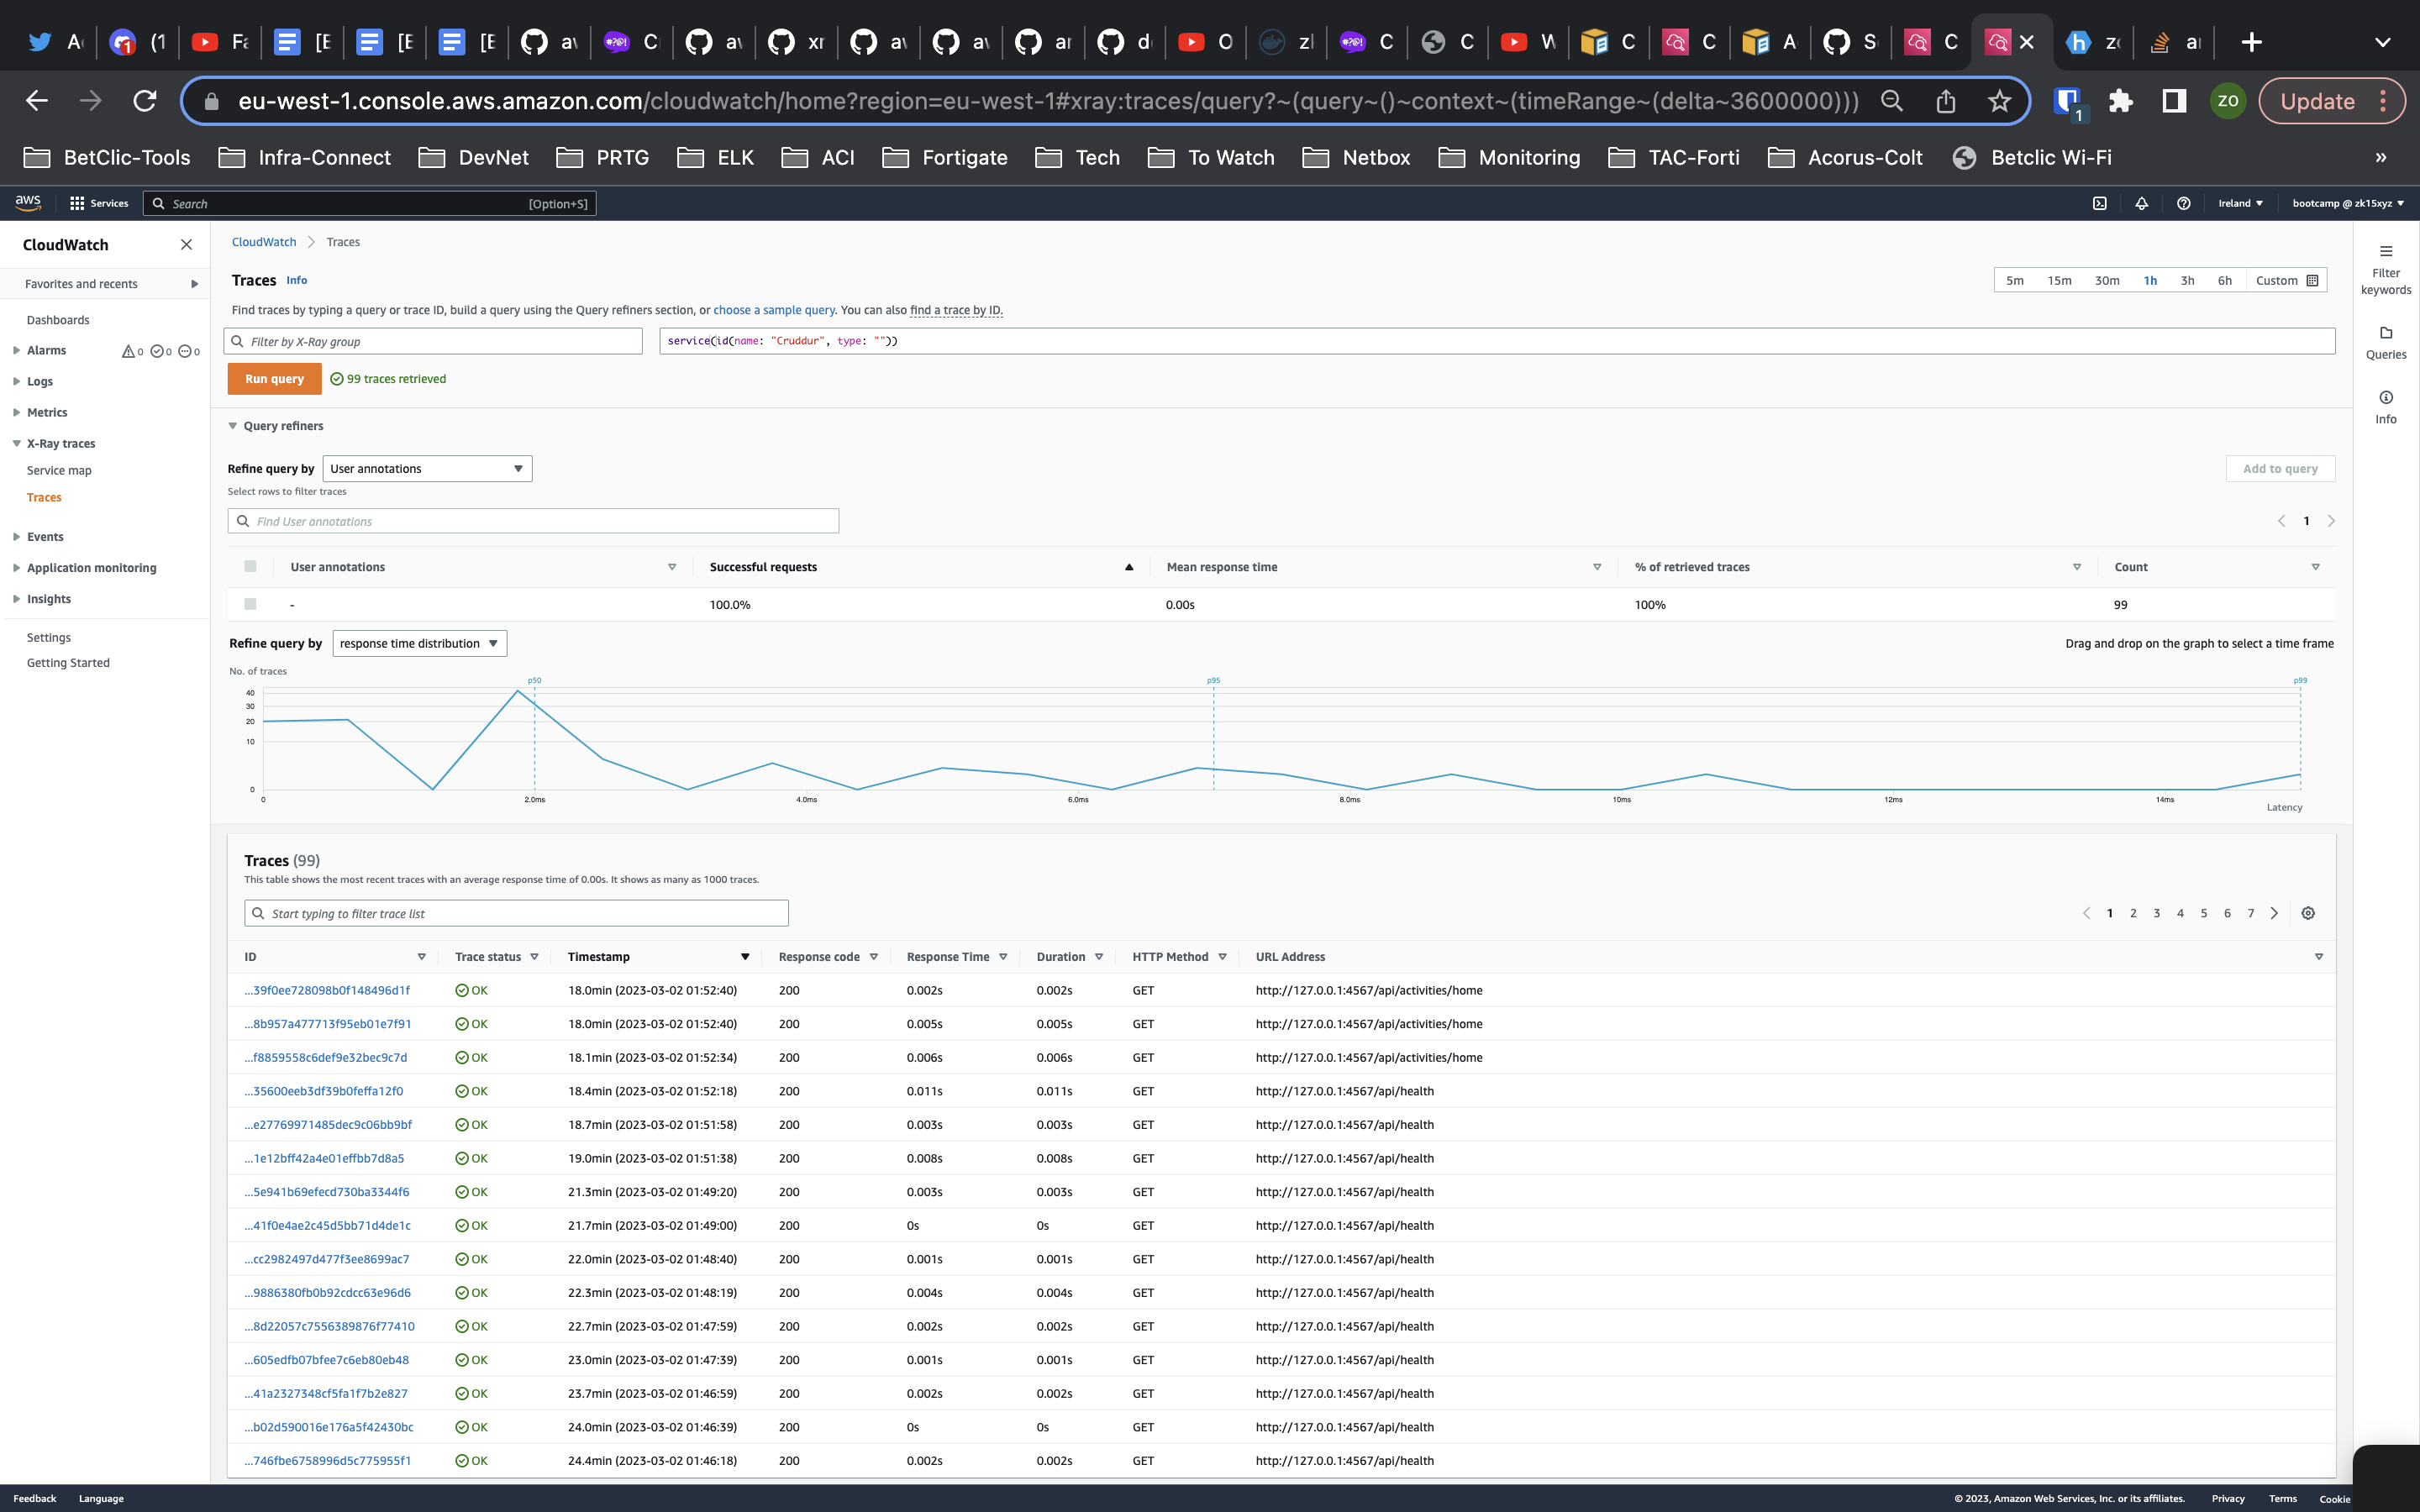 A
(1
Fa
[E
[E
[E
av
C
av
xr
av
av
ar
d
O
zl
C
C
W
C
C
A
S
C
zo
a
eu-west-1.console.aws.amazon.com/cloudwatch/home?region=eu-west-1#xray:traces/query?~(query~()~context~(timeRange~(delta~3600000)))
1
ZO
Update
BetClic-Tools Infra-Connect DevNet PRTG ELK ACI Fortigate Tech To Watch Netbox Monitoring TAC-Forti Acorus-Colt Betclic Wi-Fi »
aws Services Search [Option+S] Ireland bootcamp @ zk15xyz
CloudWatch
Favorites and recents
Dashboards
Alarms 0 0 0
Logs
Metrics
X-Ray traces
Service map
Traces
Events
Application monitoring
Insights
Settings
Getting Started
CloudWatch > Traces
Traces Info
5m 15m 30m 1h 3h 6h Custom
Find traces by typing a query or trace ID, build a query using the Query refiners section, or choose a sample query. You can also find a trace by ID.
Filter by X-Ray group
service(id(name: "Cruddur", type: ""))
Run query 99 traces retrieved
Query refiners
Refine query by User annotations Add to query
Select rows to filter traces
Find User annotations 1
User annotations Successful requests Mean response time % of retrieved traces Count
- 100.0% 0.00s 100% 99
Refine query by response time distribution Drag and drop on the graph to select a time frame
No. of traces
p50 p95 p99
40
30
20
10
0
0 2.0ms 4.0ms 6.0ms 8.0ms 10ms 12ms 14ms
Latency
Traces (99)
This table shows the most recent traces with an average response time of 0.00s. It shows as many as 1000 traces.
Start typing to filter trace list 1 2 3 4 5 6 7
ID Trace status Timestamp Response code Response Time Duration HTTP Method URL Address
...39f0ee728098b0f148496d1f OK 18.0min (2023-03-02 01:52:40) 200 0.002s 0.002s GET http://127.0.0.1:4567/api/activities/home
...8b957a477713f95eb01e7f91 OK 18.0min (2023-03-02 01:52:40) 200 0.005s 0.005s GET http://127.0.0.1:4567/api/activities/home
...f8859558c6def9e32bec9c7d OK 18.1min (2023-03-02 01:52:34) 200 0.006s 0.006s GET http://127.0.0.1:4567/api/activities/home
...35600eeb3df39b0feffa12f0 OK 18.4min (2023-03-02 01:52:18) 200 0.011s 0.011s GET http://127.0.0.1:4567/api/health
...e27769971485dec9c06bb9bf OK 18.7min (2023-03-02 01:51:58) 200 0.003s 0.003s GET http://127.0.0.1:4567/api/health
...1e12bff42a4e01effbb7d8a5 OK 19.0min (2023-03-02 01:51:38) 200 0.008s 0.008s GET http://127.0.0.1:4567/api/health
...5e941b69efecd730ba3344f6 OK 21.3min (2023-03-02 01:49:20) 200 0.003s 0.003s GET http://127.0.0.1:4567/api/health
...41f0e4ae2c45d5bb71d4de1c OK 21.7min (2023-03-02 01:49:00) 200 0s 0s GET http://127.0.0.1:4567/api/health
...cc2982497d477f3ee8699ac7 OK 22.0min (2023-03-02 01:48:40) 200 0.001s 0.001s GET http://127.0.0.1:4567/api/health
...9886380fb0b92cdcc63e96d6 OK 22.3min (2023-03-02 01:48:19) 200 0.004s 0.004s GET http://127.0.0.1:4567/api/health
...8d22057c7556389876f77410 OK 22.7min (2023-03-02 01:47:59) 200 0.002s 0.002s GET http://127.0.0.1:4567/api/health
...605edfb07bfee7c6eb80eb48 OK 23.0min (2023-03-02 01:47:39) 200 0.001s 0.001s GET http://127.0.0.1:4567/api/health
...41a2327348cf5fa1f7b2e827 OK 23.7min (2023-03-02 01:46:59) 200 0.002s 0.002s GET http://127.0.0.1:4567/api/health
...b02d590016e176a5f42430bc OK 24.0min (2023-03-02 01:46:39) 200 0s 0s GET http://127.0.0.1:4567/api/health
...746fbe6758996d5c775955f1 OK 24.4min (2023-03-02 01:46:18) 200 0.002s 0.002s GET http://127.0.0.1:4567/api/health
Filter
keywords
Queries
Info
Feedback Language © 2023, Amazon Web Services, Inc. or its affiliates. Privacy Terms Cookie